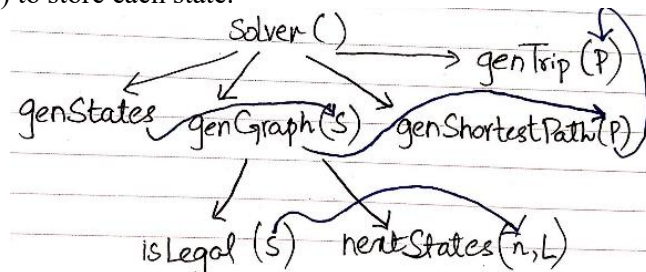 ) to store each state.
Solver ()
genTrip (P)
genStates genGraph(S) genShortestPath(P)
isLegal (S) nextStates(n,L)